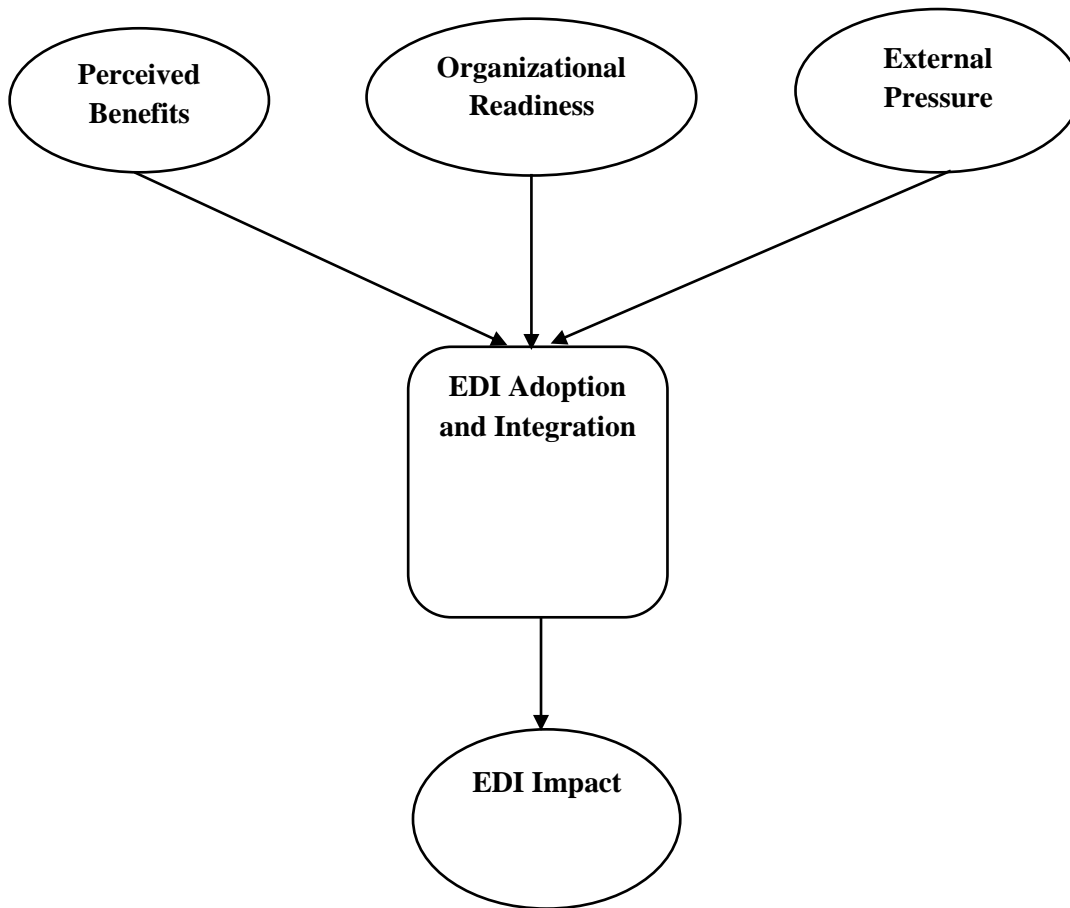 Perceived
Benefits
Organizational
Readiness
External
Pressure
EDI Adoption
and Integration
EDI Impact